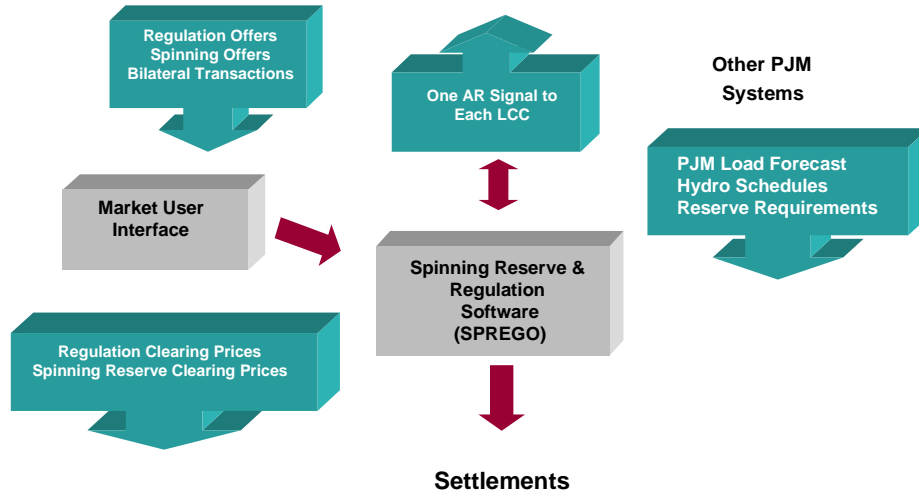 Regulation Offers
Spinning Offers
Bilateral Transactions
One AR Signal to
Each LCC
Other PJM
Systems
PJM Load Forecast
Hydro Schedules
Reserve Requirements
Market User
Interface
Spinning Reserve &
Regulation
Software
(SPREGO)
Regulation Clearing Prices
Spinning Reserve Clearing Prices
Settlements